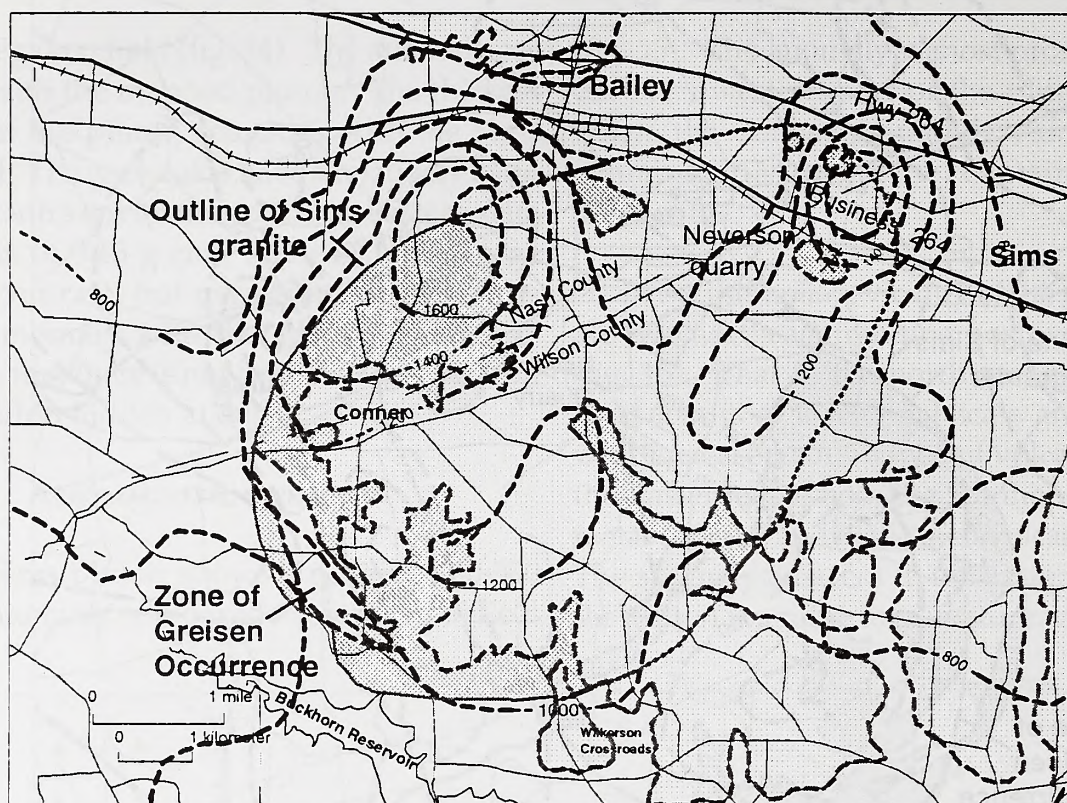 Bailey
Hwy 264
Outline of Sims
granite
Business 264
Neverson
quarry
Sims
800
1600
Nash County
1400
Wilson County
1200
Conner
1200
Zone of
Greisen
Occurrence
800
0
1 mile
1000
Buckhorn Reservoir
0
1 kilometer
Wilkerson
Crossroads